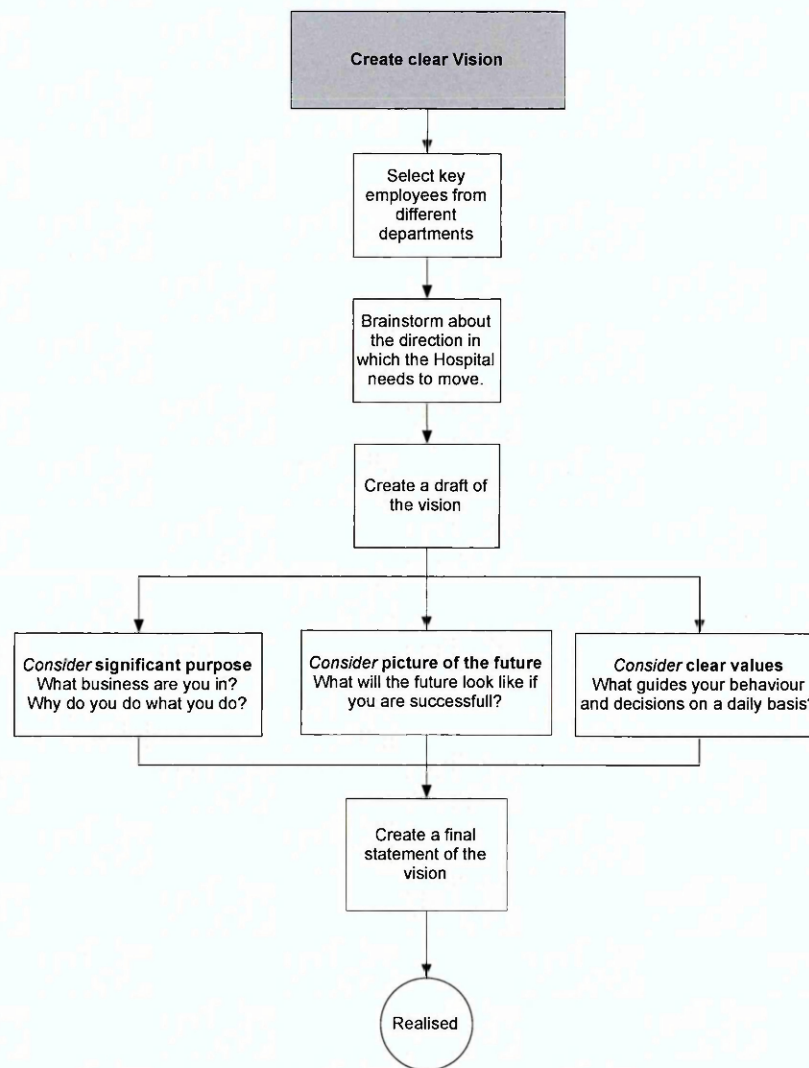 Create clear Vision
Select key
employees from
different
departments
Brainstorm about
the direction in
which the Hospital
needs to move.
Create a draft of
the vision
Consider significant purpose
What business are you in?
Why do you do what you do?
Consider picture of the future
What will the future look like if
you are successfull?
Consider clear values
What guides your behaviour
and decisions on a daily basis?
Create a final
statement of the
vision
Realised